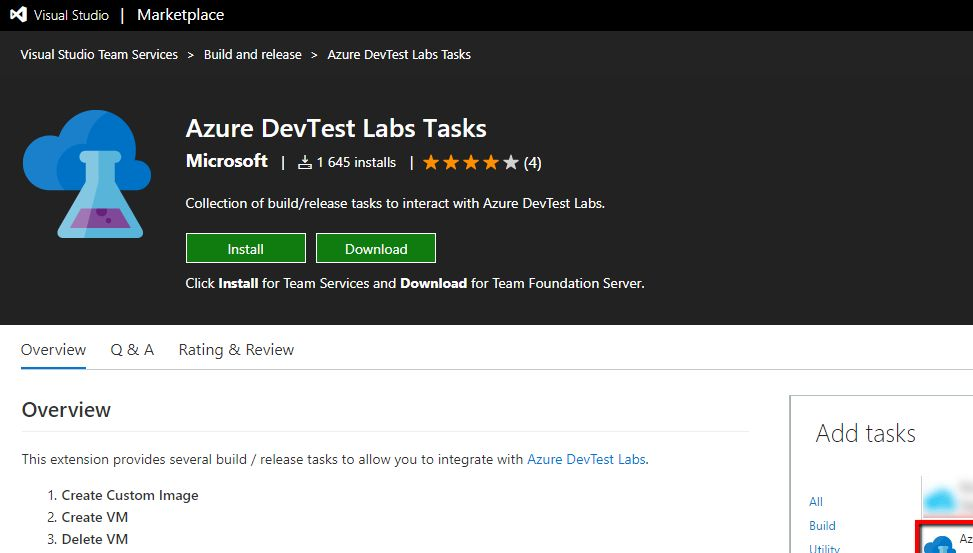 Visual Studio | Marketplace
Visual Studio Team Services > Build and release > Azure DevTest Labs Tasks
Azure DevTest Labs Tasks
Microsoft | 1 645 installs | (4)
Collection of build/release tasks to interact with Azure DevTest Labs.
Install Download
Click Install for Team Services and Download for Team Foundation Server.
Overview Q & A Rating & Review
Overview
This extension provides several build / release tasks to allow you to integrate with Azure DevTest Labs.
1. Create Custom Image
2. Create VM
3. Delete VM
Add tasks
All
Build
Utility
Az